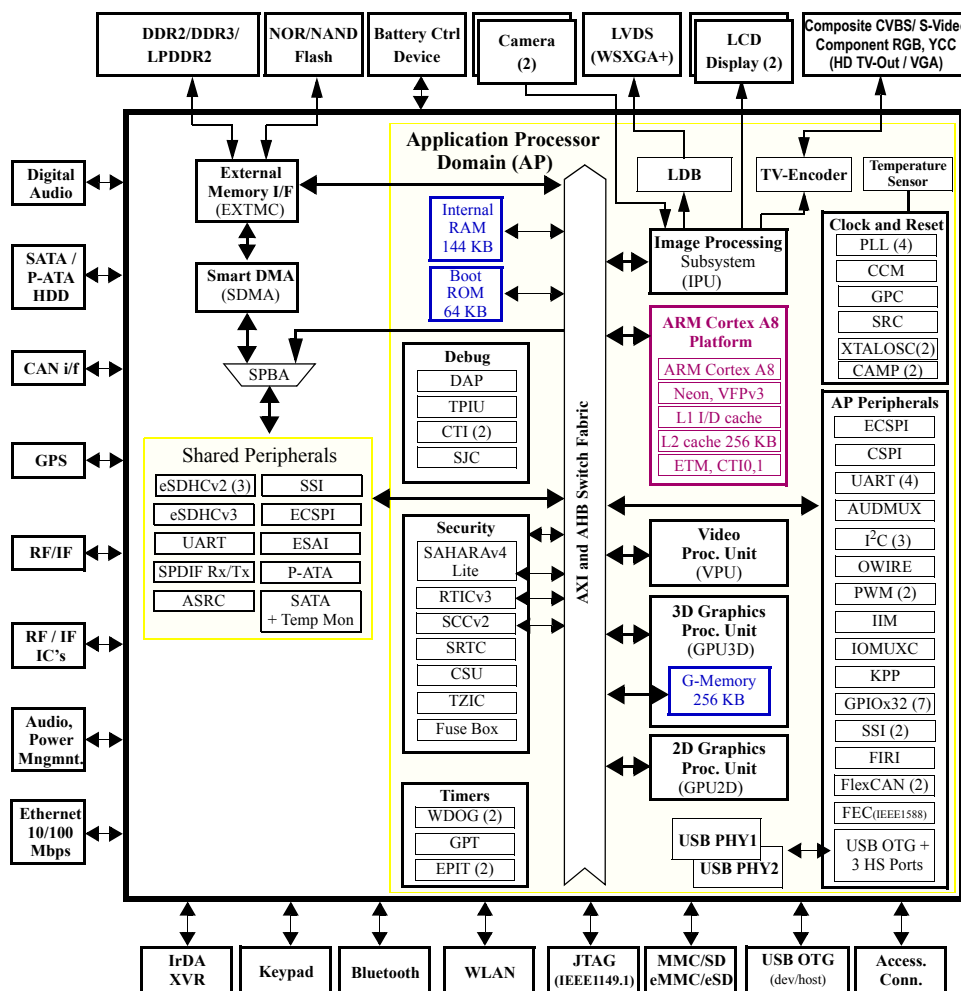 DDR2/DDR3/
LPDDR2
NOR/NAND
Flash
Battery Ctrl
Device
Camera
(2)
LVDS
(WSXGA+)
LCD
Display (2)
Composite CVBS/ S-Video
Component RGB, YCC
(HD TV-Out / VGA)
Digital
Audio
SATA /
P-ATA
HDD
CAN i/f
GPS
RF/IF
RF / IF
IC's
Audio,
Power
Mngmnt.
Ethernet
10/100
Mbps
Application Processor
Domain (AP)
External
Memory I/F
(EXTMC)
Smart DMA
(SDMA)
SPBA
Internal
RAM
144 KB
Boot
ROM
64 KB
Shared Peripherals
eSDHCv2 (3)
SSI
eSDHCv3
ECSPI
UART
ESAI
SPDIF Rx/Tx
P-ATA
ASRC
SATA
+ Temp Mon
Debug
DAP
TPIU
CTI (2)
SJC
Security
SAHARAv4
Lite
RTICv3
SCCv2
SRTC
CSU
TZIC
Fuse Box
Timers
WDOG (2)
GPT
EPIT (2)
AXI and AHB Switch Fabric
LDB
TV-Encoder
Image Processing
Subsystem
(IPU)
ARM Cortex A8
Platform
ARM Cortex A8
Neon, VFPv3
L1 I/D cache
L2 cache 256 KB
ETM, CTI0,1
Video
Proc. Unit
(VPU)
3D Graphics
Proc. Unit
(GPU3D)
G-Memory
256 KB
2D Graphics
Proc. Unit
(GPU2D)
USB PHY1
USB PHY2
Temperature
Sensor
Clock and Reset
PLL (4)
CCM
GPC
SRC
XTALOSC(2)
CAMP (2)
AP Peripherals
ECSPI
CSPI
UART (4)
AUDMUX
I²C (3)
OWIRE
PWM (2)
IIM
IOMUXC
KPP
GPIOx32 (7)
SSI (2)
FIRI
FlexCAN (2)
FEC(IEEE1588)
USB OTG +
3 HS Ports
IrDA
XVR
Keypad
Bluetooth
WLAN
JTAG
(IEEE1149.1)
MMC/SD
eMMC/eSD
USB OTG
(dev/host)
Access.
Conn.